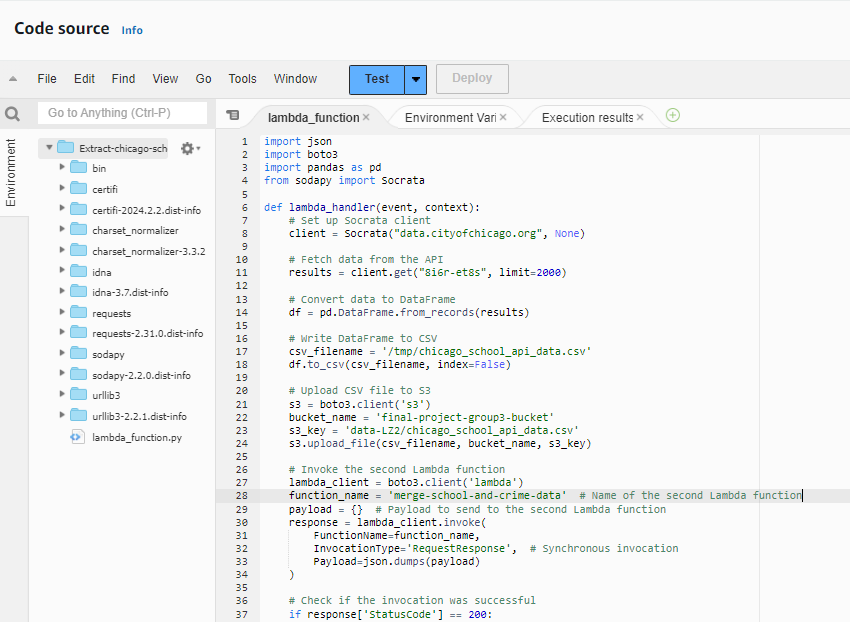 Code source Info
File Edit Find View Go Tools Window Test Deploy
Go to Anything (Ctrl-P)
lambda_function × Environment Vari × Execution results ×
Environment
Extract-chicago-sch
bin
certifi
certifi-2024.2.2.dist-info
charset_normalizer
charset_normalizer-3.3.2
idna
idna-3.7.dist-info
requests
requests-2.31.0.dist-info
sodapy
sodapy-2.2.0.dist-info
urllib3
urllib3-2.2.1.dist-info
lambda_function.py
1 import json
2 import boto3
3 import pandas as pd
4 from sodapy import Socrata
5
6 def lambda_handler(event, context):
7     # Set up Socrata client
8     client = Socrata("data.cityofchicago.org", None)
9
10     # Fetch data from the API
11     results = client.get("8i6r-et8s", limit=2000)
12
13     # Convert data to DataFrame
14     df = pd.DataFrame.from_records(results)
15
16     # Write DataFrame to CSV
17     csv_filename = '/tmp/chicago_school_api_data.csv'
18     df.to_csv(csv_filename, index=False)
19
20     # Upload CSV file to S3
21     s3 = boto3.client('s3')
22     bucket_name = 'final-project-group3-bucket'
23     s3_key = 'data-LZ2/chicago_school_api_data.csv'
24     s3.upload_file(csv_filename, bucket_name, s3_key)
25
26     # Invoke the second Lambda function
27     lambda_client = boto3.client('lambda')
28     function_name = 'merge-school-and-crime-data'  # Name of the second Lambda function
29     payload = {}  # Payload to send to the second Lambda function
30     response = lambda_client.invoke(
31         FunctionName=function_name,
32         InvocationType='RequestResponse',  # Synchronous invocation
33         Payload=json.dumps(payload)
34     )
35
36     # Check if the invocation was successful
37     if response['StatusCode'] == 200: